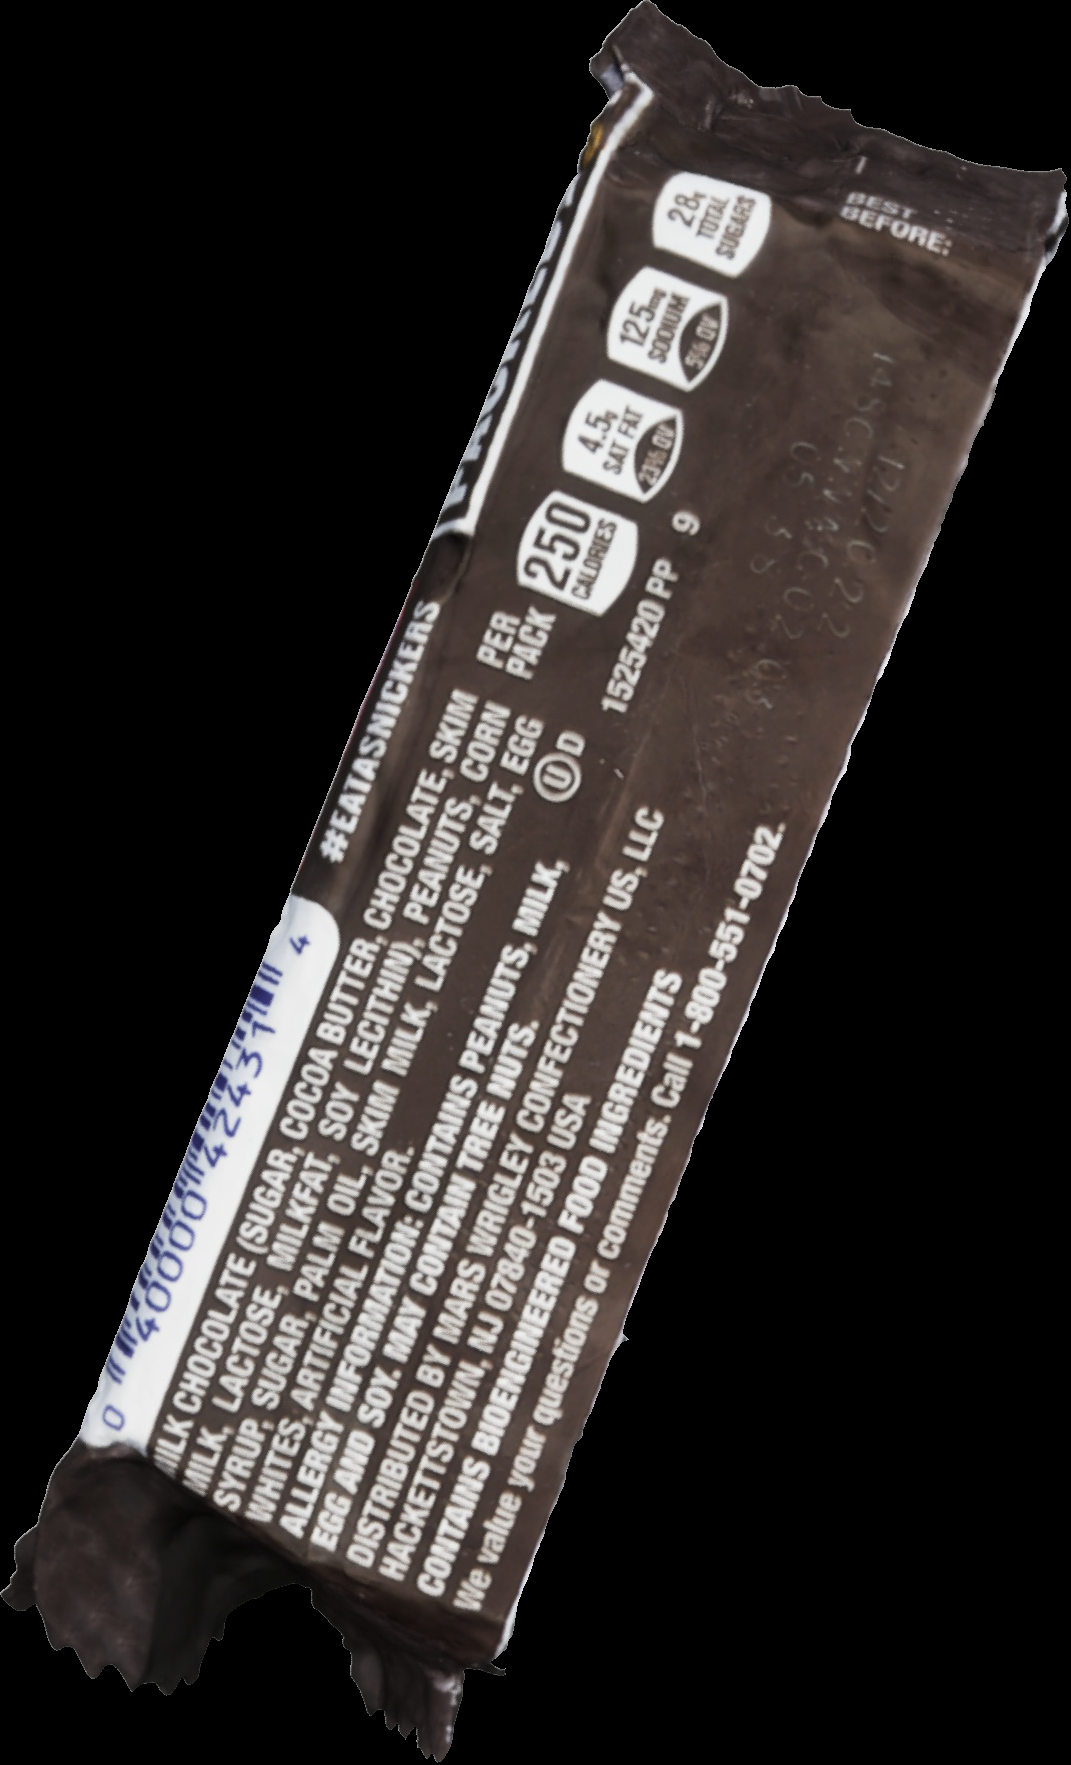 #EATASNICKERS
0 40000 42431 4
MILK CHOCOLATE (SUGAR, COCOA BUTTER, CHOCOLATE, SKIM
MILK, LACTOSE, MILKFAT, SOY LECITHIN), PEANUTS, CORN
SYRUP, SUGAR, PALM OIL, SKIM MILK, LACTOSE, SALT, EGG
WHITES, ARTIFICIAL FLAVOR.
ALLERGY INFORMATION: CONTAINS PEANUTS, MILK,
EGG AND SOY. MAY CONTAIN TREE NUTS.
DISTRIBUTED BY MARS WRIGLEY CONFECTIONERY US, LLC
HACKETTSTOWN, NJ 07840-1503 USA
CONTAINS BIOENGINEERED FOOD INGREDIENTS
We value your questions or comments. Call 1-800-551-0702.
U D
PER
PACK
250
CALORIES
4.5g
SAT FAT
23% DV
125mg
SODIUM
5% DV
28g
TOTAL
SUGARS
1525420 PP 9
BEST
BEFORE: